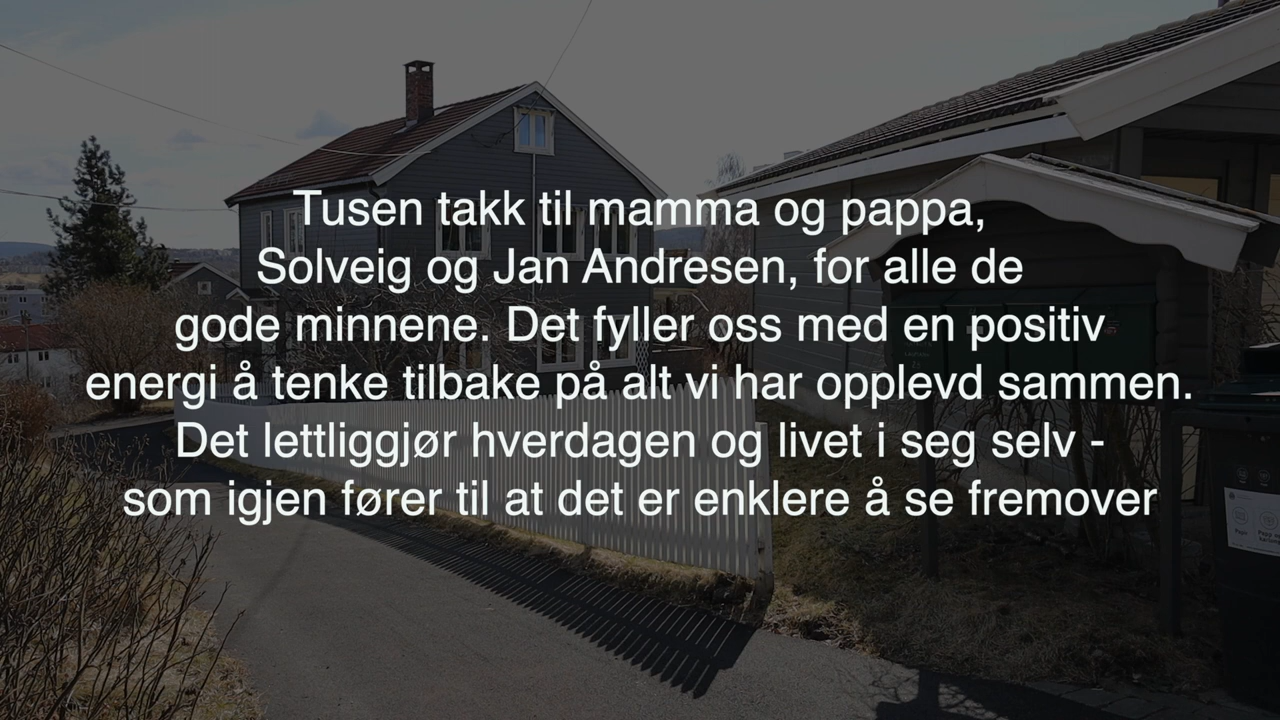 Tusen takk til mamma og pappa,
Solveig og Jan Andresen, for alle de
gode minnene. Det fyller oss med en positiv
energi å tenke tilbake på alt vi har opplevd sammen.
Det lettliggjør hverdagen og livet i seg selv -
som igjen fører til at det er enklere å se fremover